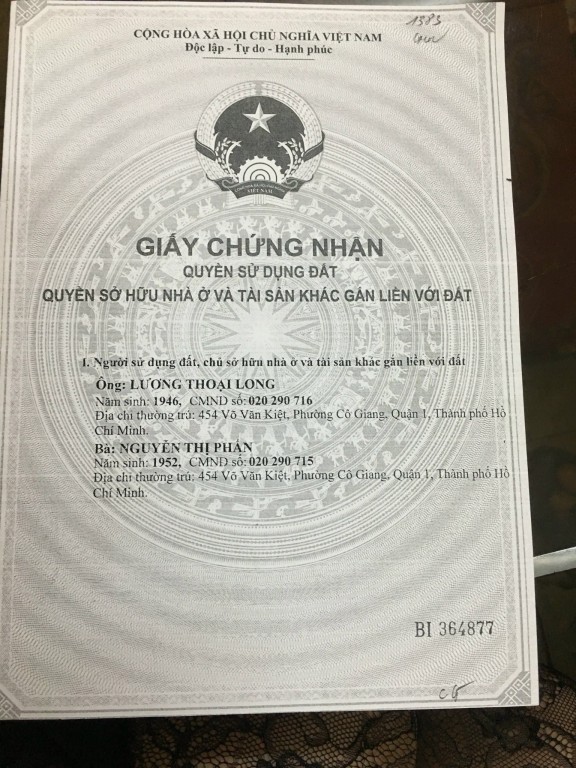 1383
CỘNG HÒA XÃ HỘI CHỦ NGHĨA VIỆT NAM
Độc lập - Tự do - Hạnh phúc
VIỆT NAM
GIẤY CHỨNG NHẬN
QUYỀN SỬ DỤNG ĐẤT
QUYỀN SỞ HỮU NHÀ Ở VÀ TÀI SẢN KHÁC GẮN LIỀN VỚI ĐẤT
I. Người sử dụng đất, chủ sở hữu nhà ở và tài sản khác gắn liền với đất
Ông: LƯƠNG THOẠI LONG
Năm sinh: 1946, CMND số: 020 290 716
Địa chỉ thường trú: 454 Võ Văn Kiệt, Phường Cô Giang, Quận 1, Thành phố Hồ
Chí Minh.
Bà: NGUYỄN THỊ PHẤN
Năm sinh: 1952, CMND số: 020 290 715
Địa chỉ thường trú: 454 Võ Văn Kiệt, Phường Cô Giang, Quận 1, Thành phố Hồ
Chí Minh.
BI 364877